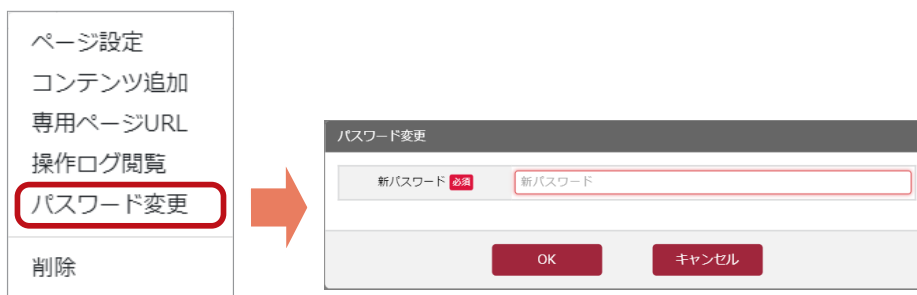 ページ設定
コンテンツ追加
専用ページURL
操作ログ閲覧
パスワード変更
削除
パスワード変更
新パスワード 必須 新パスワード
OK キャンセル